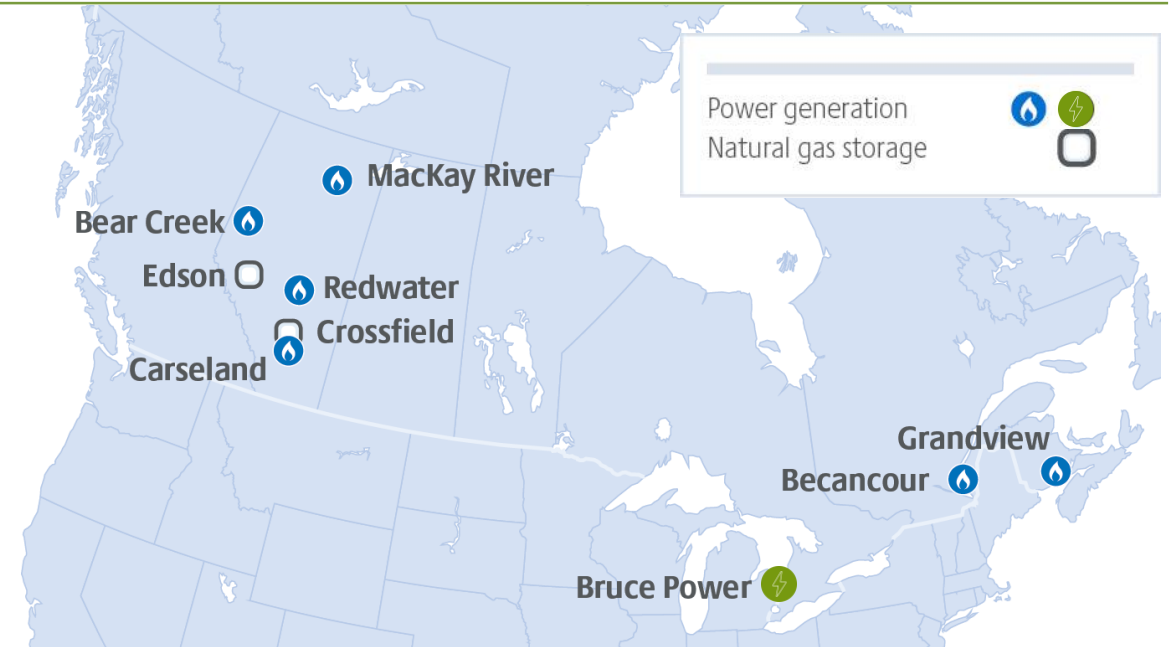 Power generation
Natural gas storage
MacKay River
Bear Creek
Edson
Redwater
Crossfield
Carseland
Grandview
Becancour
Bruce Power